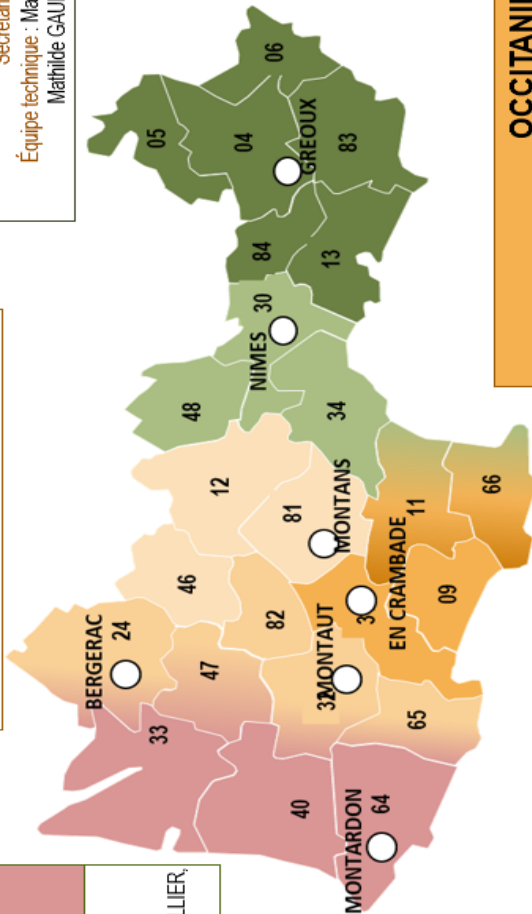 Secrétari
Équipe technique : Ma
Mathilde GAU
LLIER,
BERGERAC
24
05
33
46
48
47
12
04
NIMES
30
84
06
82
81
40
GREOUX
32
MONTAUT
13
34
MONTANS
83
MONTARDON
3
64
EN CRAMBADE
65
11
09
66
OCCITANI